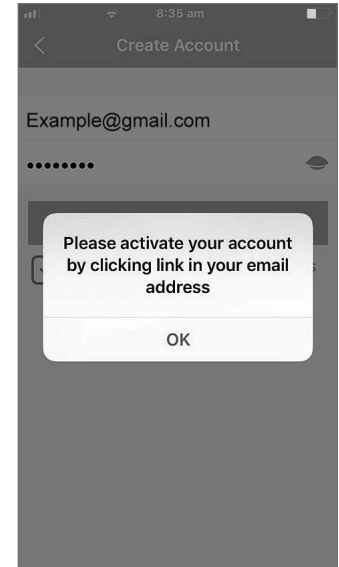 8:35 am
Create Account
Example@gmail.com
••••••••
Please activate your account
by clicking link in your email
address
OK